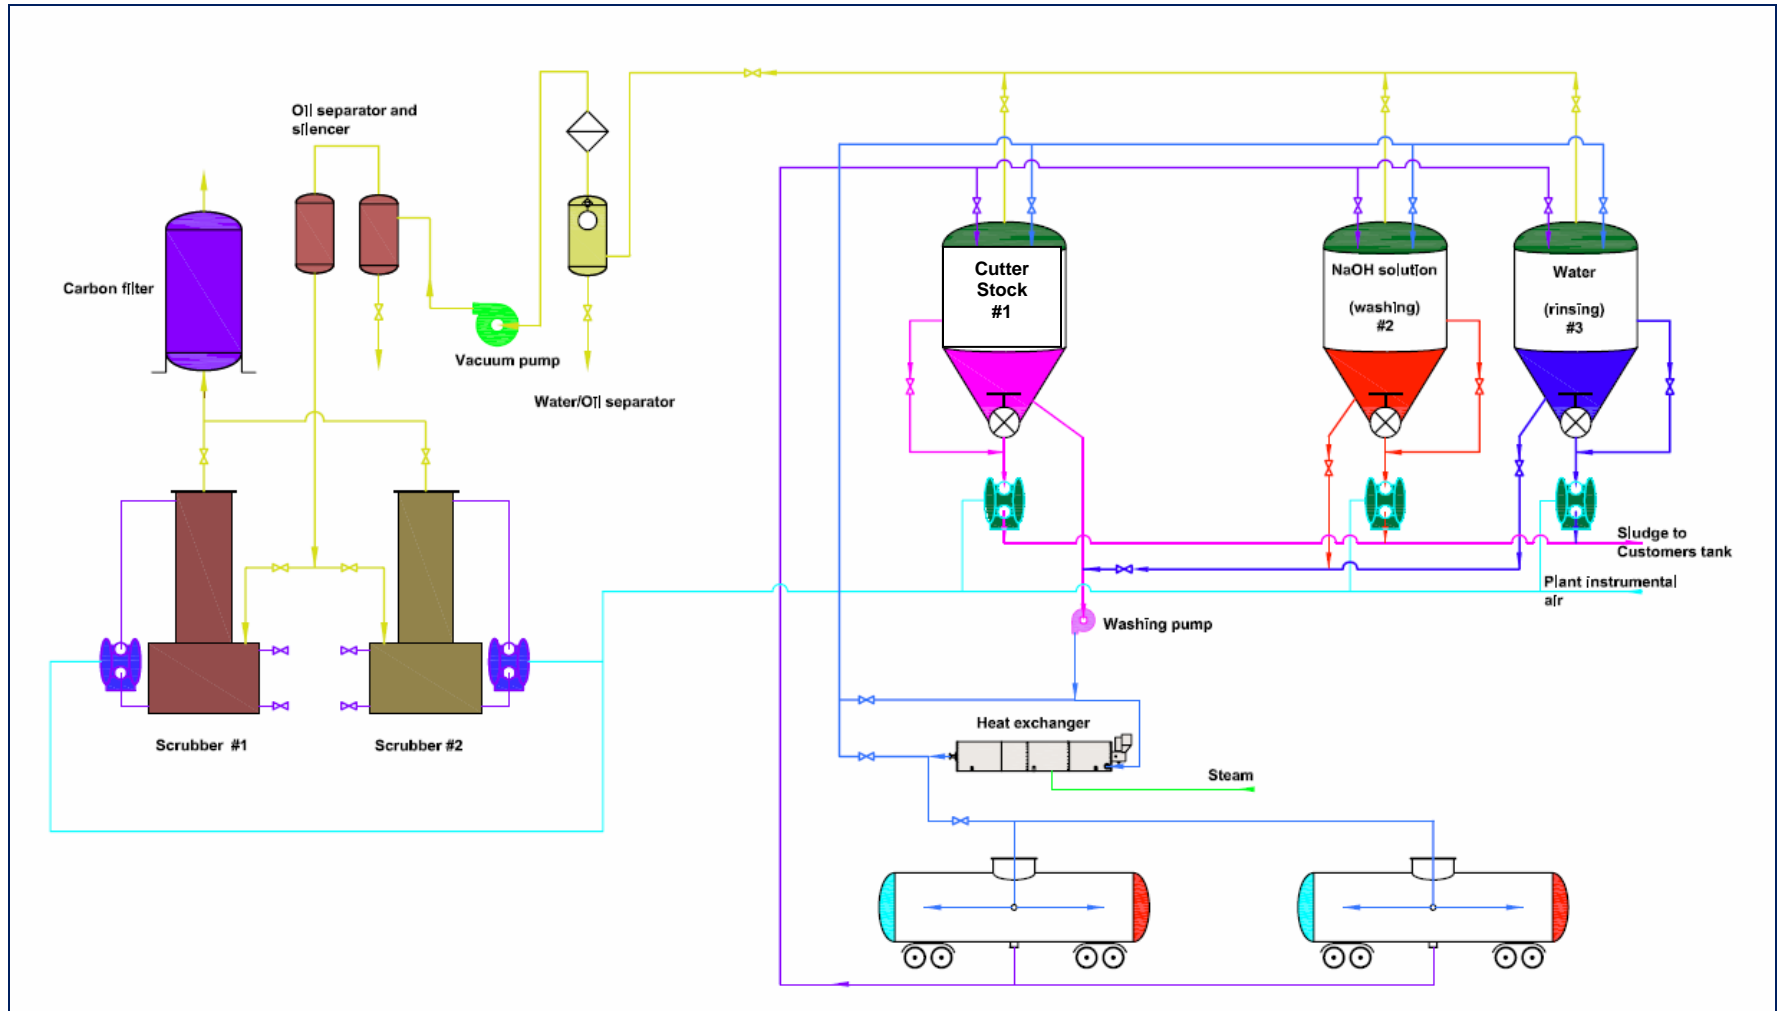 Oil separator and
silencer
Carbon filter
Vacuum pump
Water/Oil separator
Cutter
Stock
#1
NaOH solution
(washing)
#2
Water
(rinsing)
#3
Sludge to
Customers tank
Plant instrumental
air
Washing pump
Scrubber #1
Scrubber #2
Heat exchanger
Steam